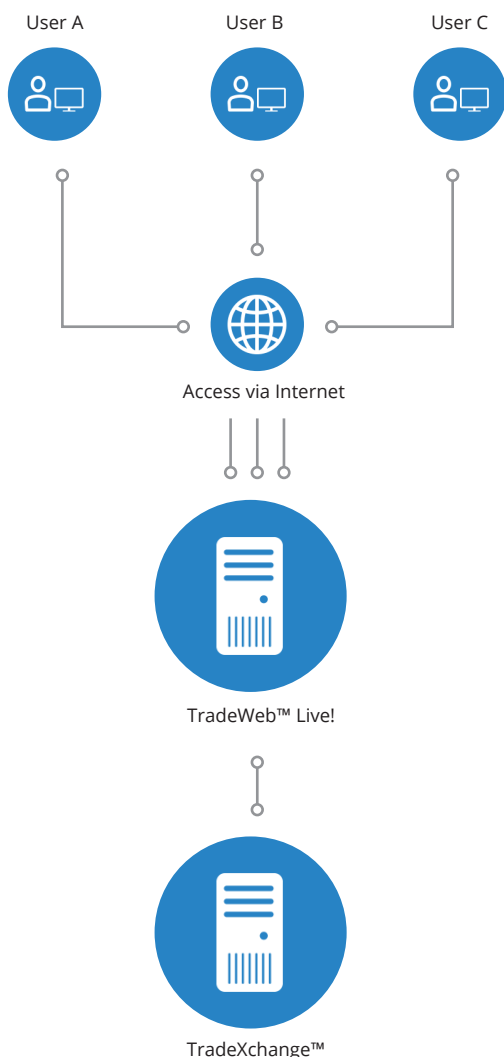 User A
User B
User C
Access via Internet
TradeWeb™ Live!
TradeXchange™